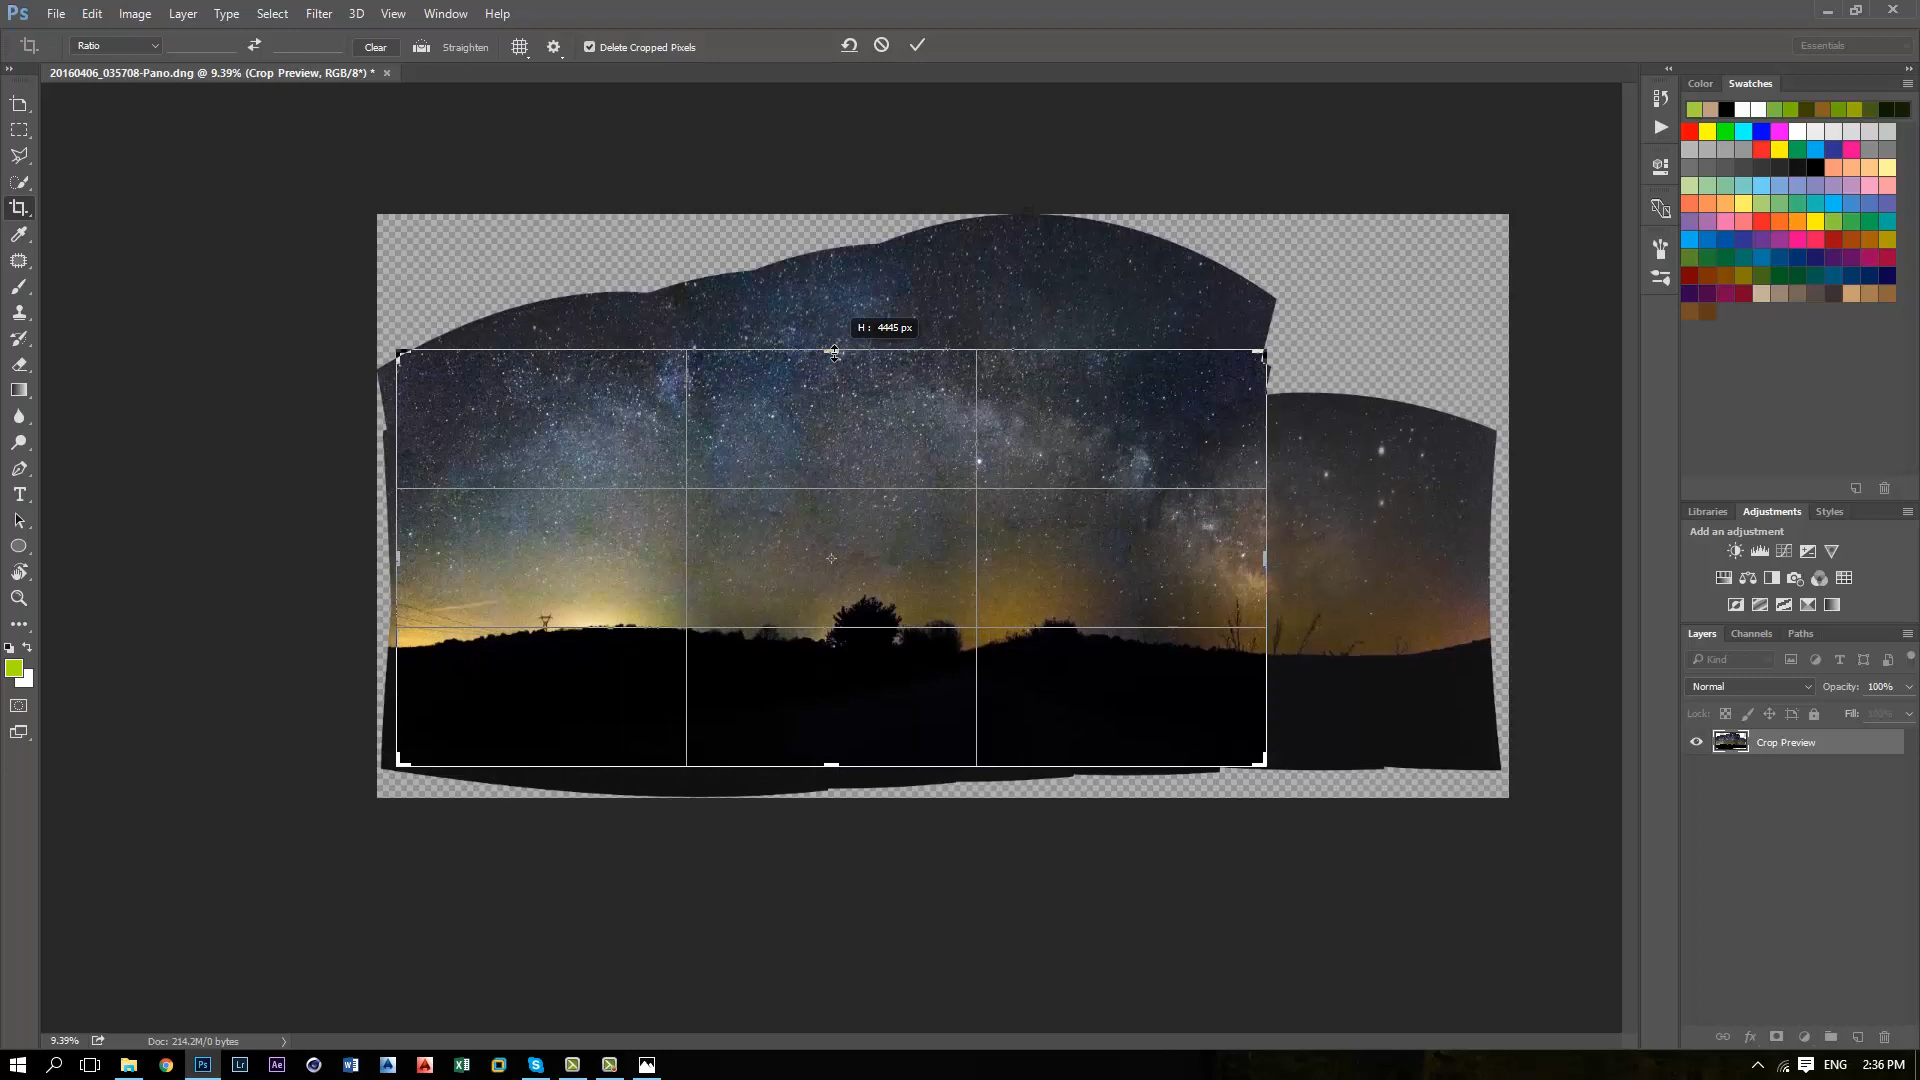 Ps File Edit Image Layer Type Select Filter 3D View Window Help
Ratio Clear Straighten Delete Cropped Pixels Essentials
20160406_035708-Pano.dng @ 9.39% (Crop Preview, RGB/8*) *
Color Swatches
H : 4445 px
Libraries Adjustments Styles
Add an adjustment
Layers Channels Paths
Kind
Normal Opacity: 100%
Lock: Fill: 100%
Crop Preview
9.39% Doc: 214.2M/0 bytes
ENG 2:36 PM